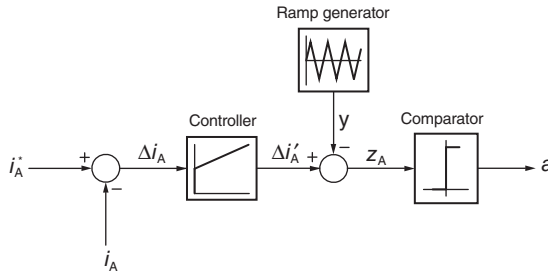 Ramp generator
Controller
y
Comparator
i*A + ΔiA Δi′A + − zA a
−
iA